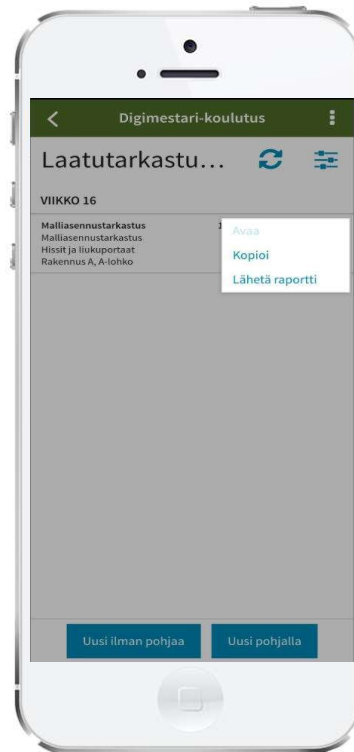 Digimestari-koulutus
Laatutarkastu...
VIIKKO 16
Malliasennustarkastus
Malliasennustarkastus
Hissit ja liukuportaat
Rakennus A, A-lohko
Avaa
Kopioi
Lähetä raportti
Uusi ilman pohjaa
Uusi pohjalla